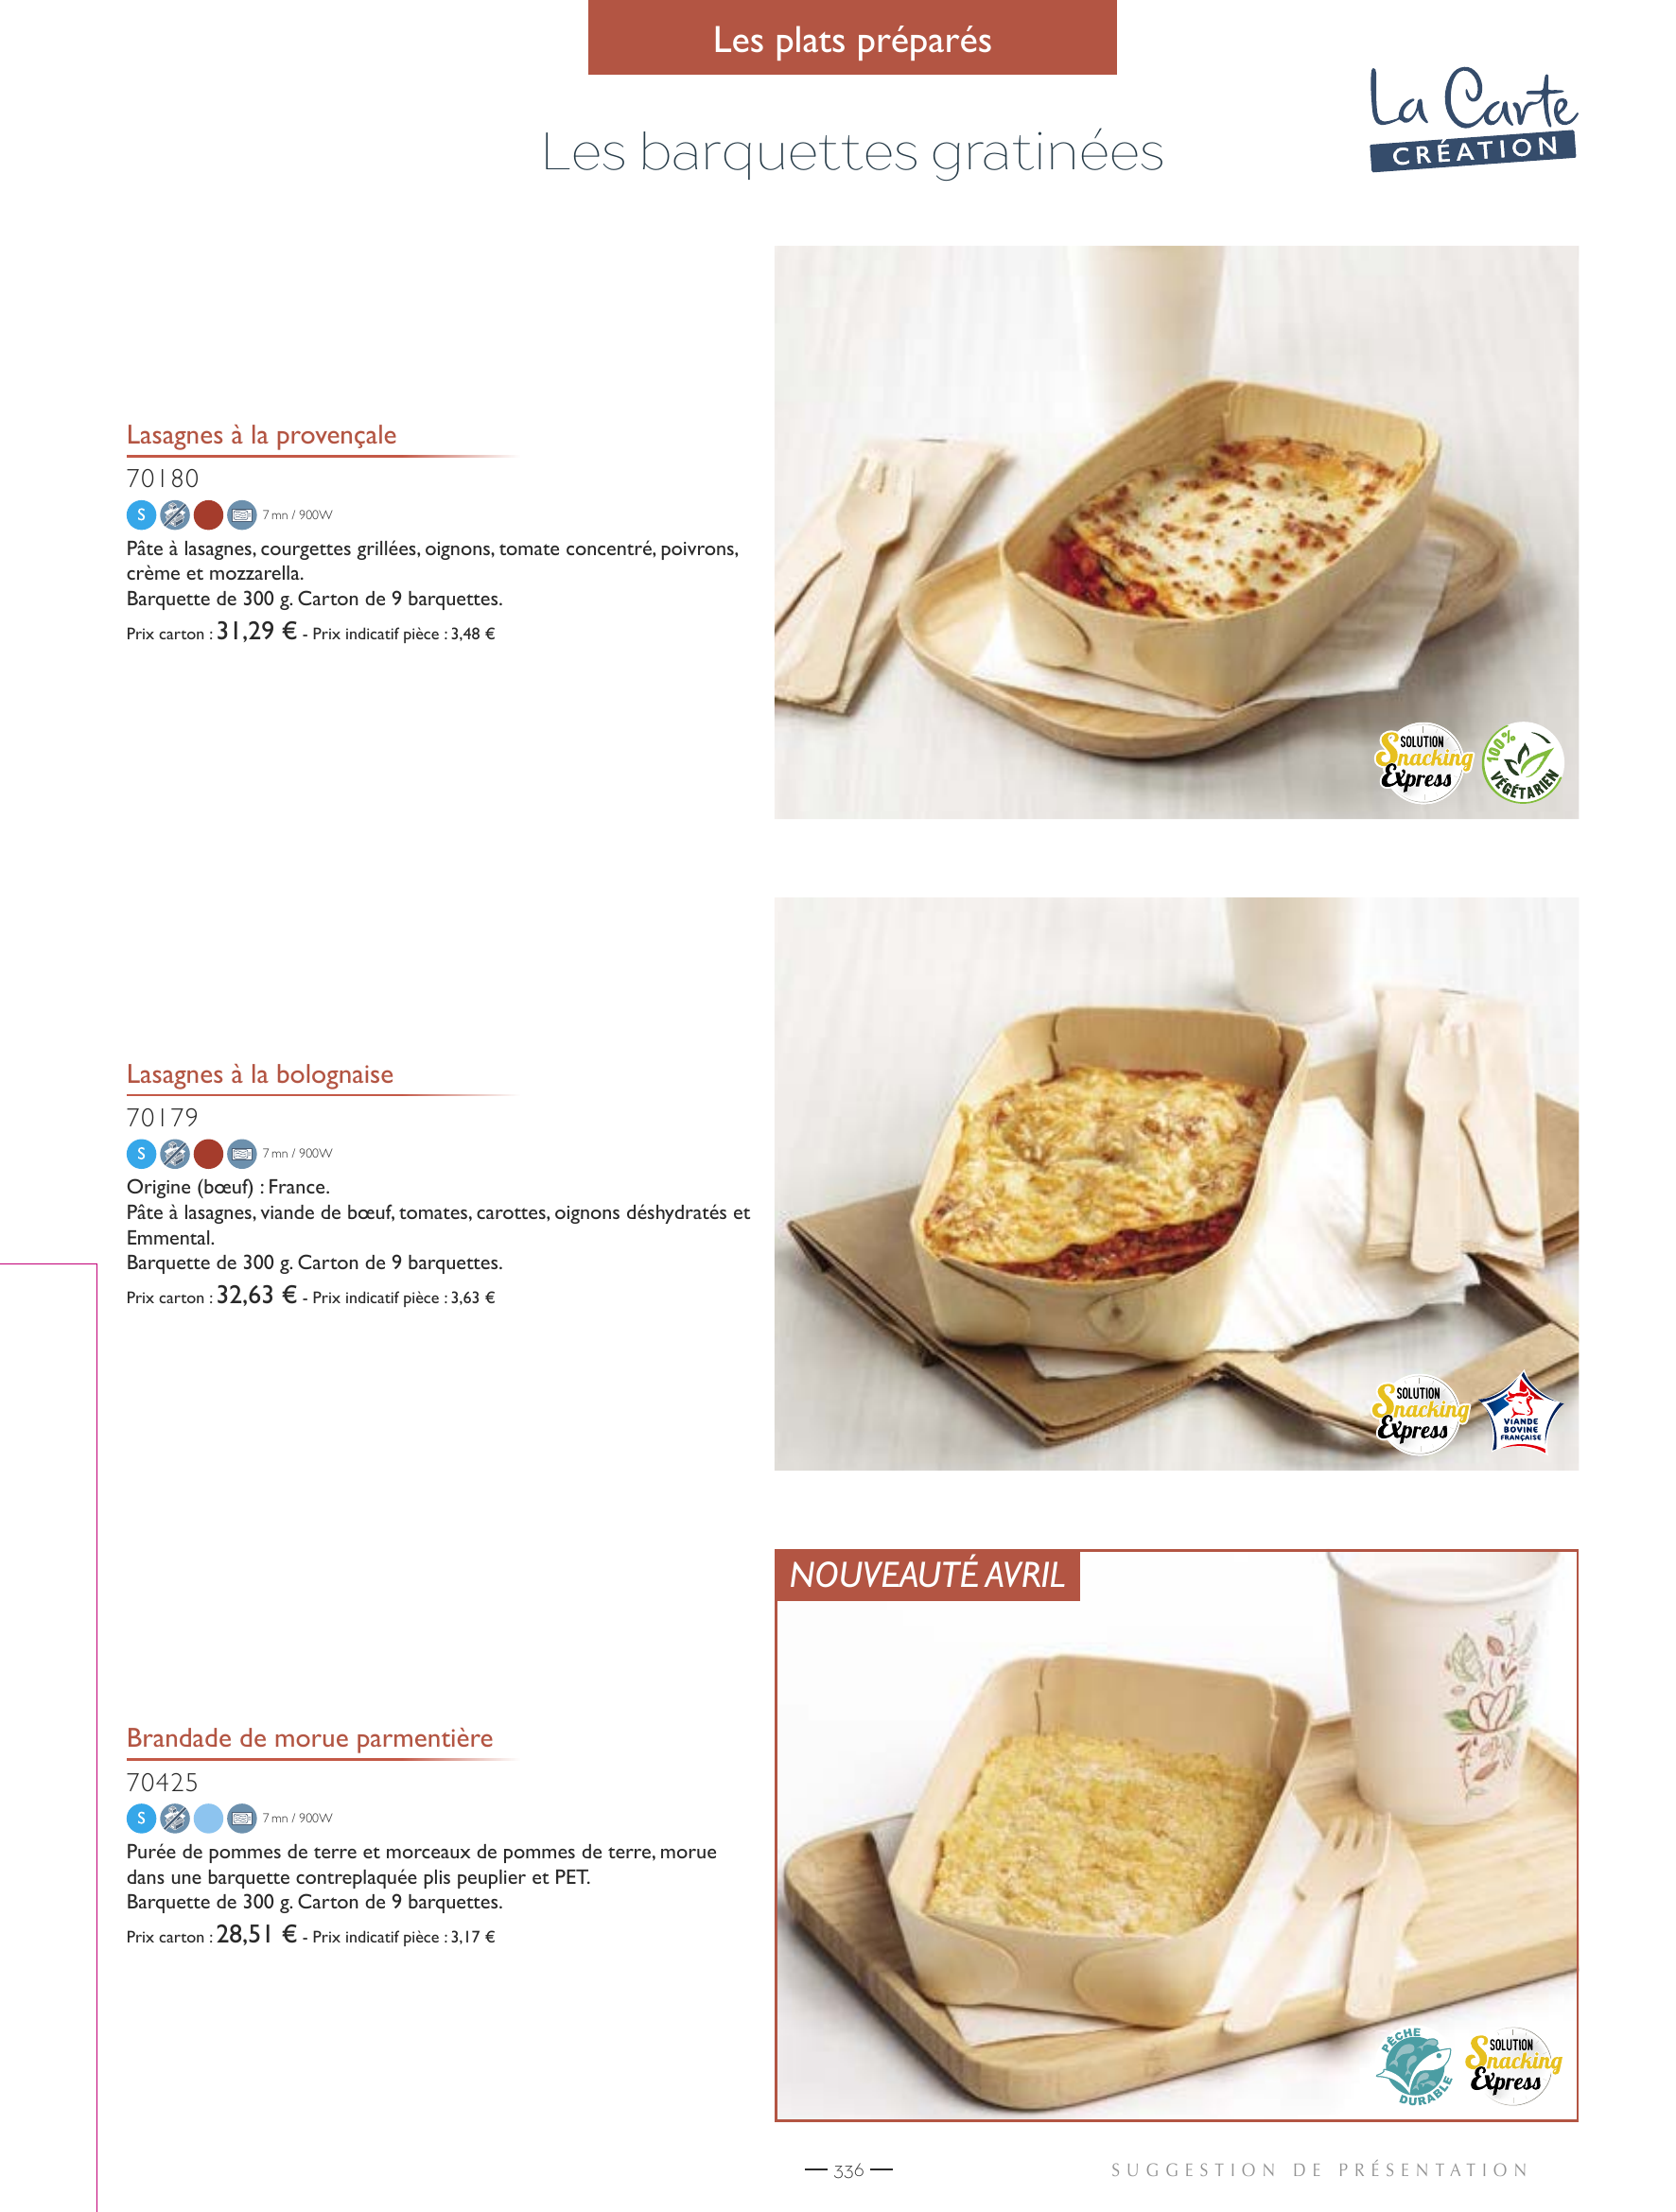 Les plats préparés
La Carte
CRÉATION
Les barquettes gratinées
Lasagnes à la provençale
70180
S 7 mn / 900W
Pâte à lasagnes, courgettes grillées, oignons, tomate concentré, poivrons,
crème et mozzarella.
Barquette de 300 g. Carton de 9 barquettes.
Prix carton : 31,29 € - Prix indicatif pièce : 3,48 €
SOLUTION
Snacking
Express
100%
VÉGÉTARIEN
Lasagnes à la bolognaise
70179
S 7 mn / 900W
Origine (bœuf) : France.
Pâte à lasagnes, viande de bœuf, tomates, carottes, oignons déshydratés et
Emmental.
Barquette de 300 g. Carton de 9 barquettes.
Prix carton : 32,63 € - Prix indicatif pièce : 3,63 €
SOLUTION
Snacking
Express
VIANDE
BOVINE
FRANÇAISE
NOUVEAUTÉ AVRIL
Brandade de morue parmentière
70425
S 7 mn / 900W
Purée de pommes de terre et morceaux de pommes de terre, morue
dans une barquette contreplaquée plis peuplier et PET.
Barquette de 300 g. Carton de 9 barquettes.
Prix carton : 28,51 € - Prix indicatif pièce : 3,17 €
PÊCHE
DURABLE
SOLUTION
Snacking
Express
336
SUGGESTION DE PRÉSENTATION